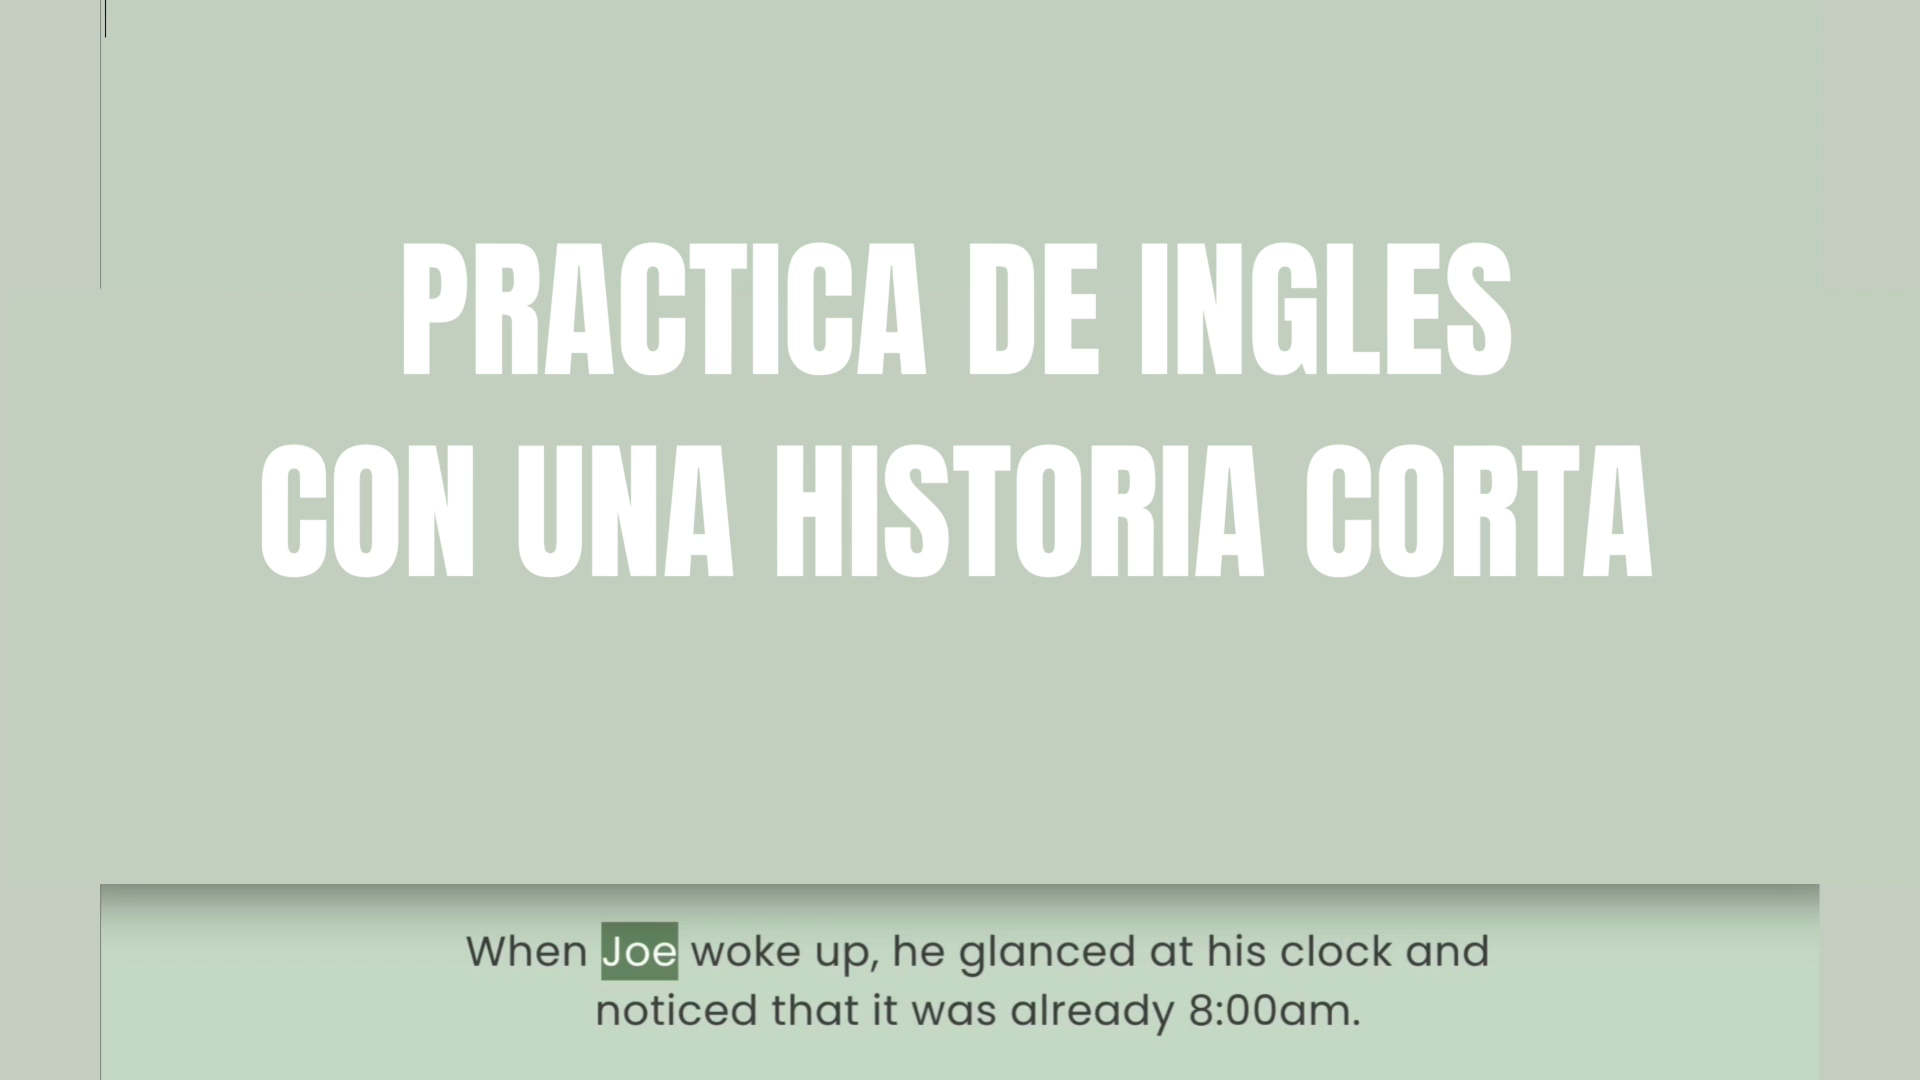 PRACTICA DE INGLES
CON UNA HISTORIA CORTA
When Joe woke up, he glanced at his clock and
noticed that it was already 8:00am.